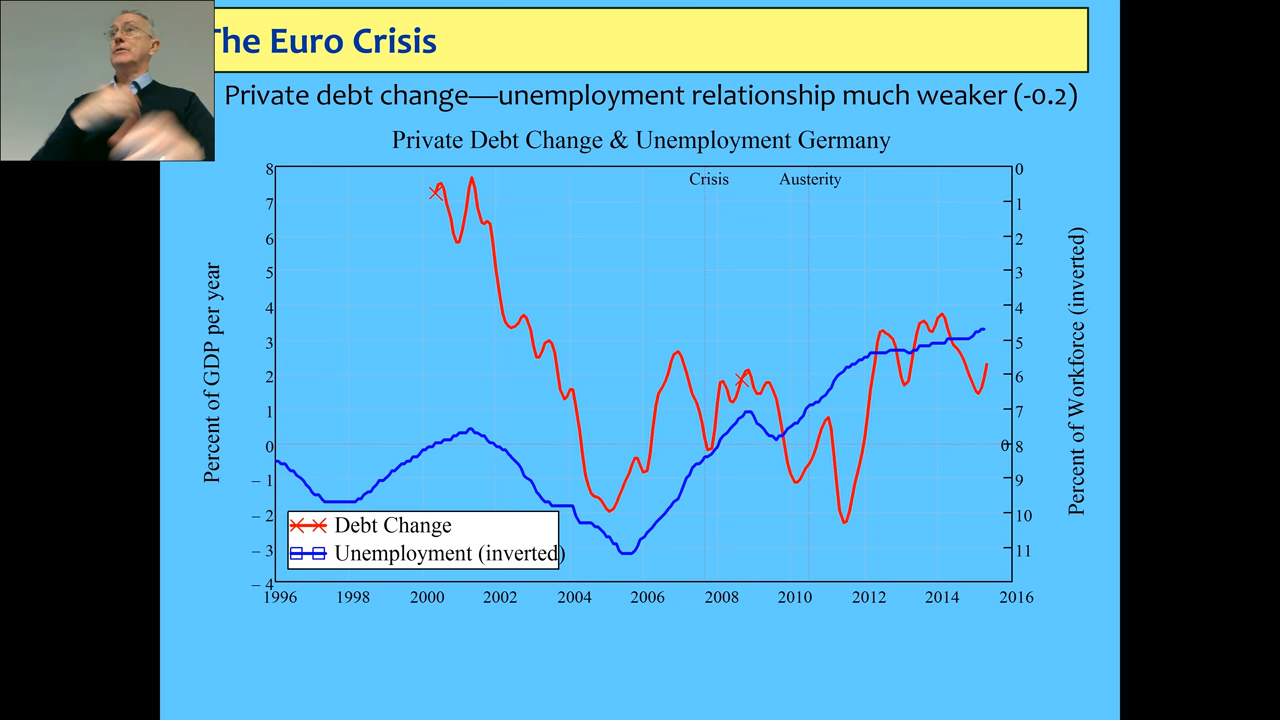 The Euro Crisis
Private debt change—unemployment relationship much weaker (-0.2)
Private Debt Change & Unemployment Germany
Crisis
Austerity
8
7
6
5
4
3
2
1
0
– 1
– 2
– 3
– 4
Percent of GDP per year
0
1
2
3
4
5
6
7
8
9
10
11
0
Percent of Workforce (inverted)
Debt Change
Unemployment (inverted)
1996 1998 2000 2002 2004 2006 2008 2010 2012 2014 2016